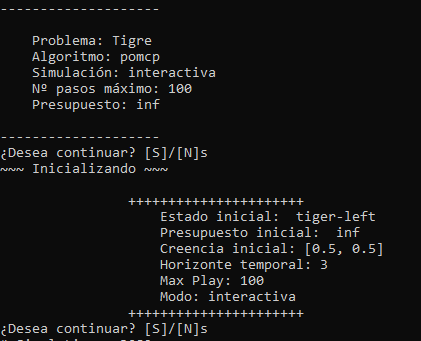 --------------------
Problema: Tigre
Algoritmo: pomcp
Simulación: interactiva
Nº pasos máximo: 100
Presupuesto: inf
--------------------
¿Desea continuar? [S]/[N]s
~~~ Inicializando ~~~
++++++++++++++++++++++
Estado inicial:  tiger-left
Presupuesto inicial:  inf
Creencia inicial: [0.5, 0.5]
Horizonte temporal: 3
Max Play: 100
Modo: interactiva
++++++++++++++++++++++
¿Desea continuar? [S]/[N]s